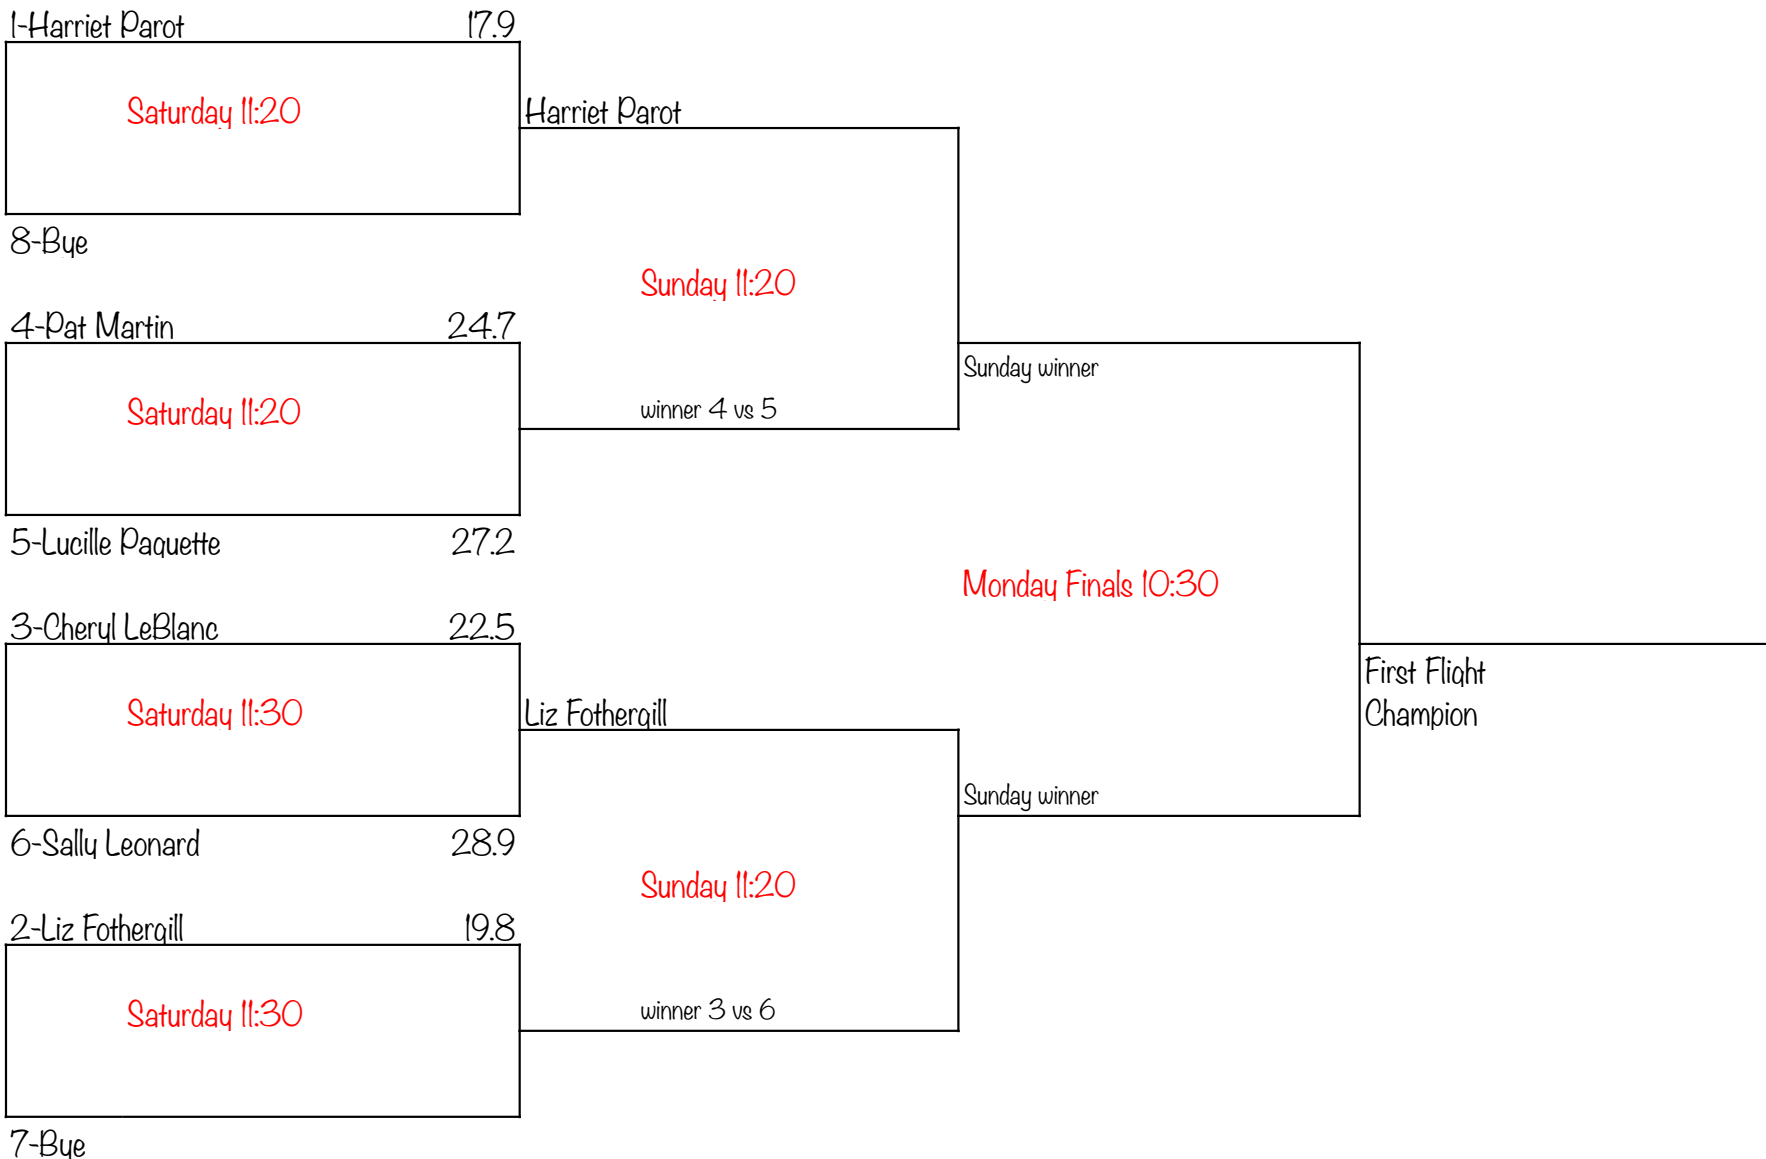 1-Harriet Parot 17.9
Saturday 11:20
Harriet Parot
8-Bye
Sunday 11:20
4-Pat Martin 24.7
Sunday winner
Saturday 11:20
winner 4 vs 5
5-Lucille Paquette 27.2
Monday Finals 10:30
3-Cheryl LeBlanc 22.5
First Flight
Champion
Saturday 11:30
Liz Fothergill
Sunday winner
6-Sally Leonard 28.9
Sunday 11:20
2-Liz Fothergill 19.8
Saturday 11:30
winner 3 vs 6
7-Bye